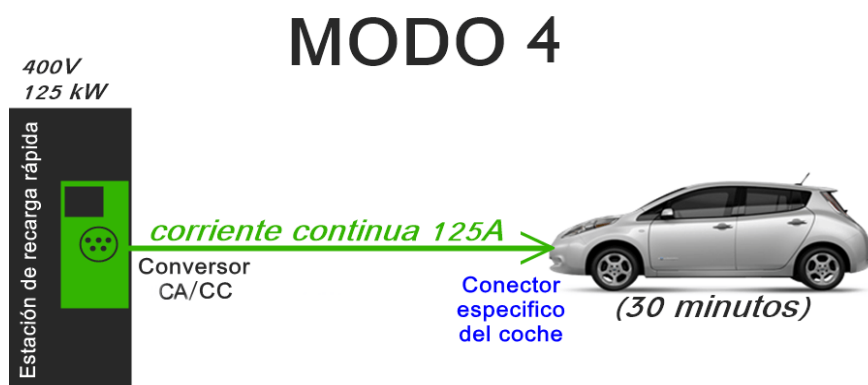 MODO 4
400V
125 kW
Estación de recarga rápida
corriente continua 125A
Conversor
CA/CC
Conector
especifico
del coche
(30 minutos)